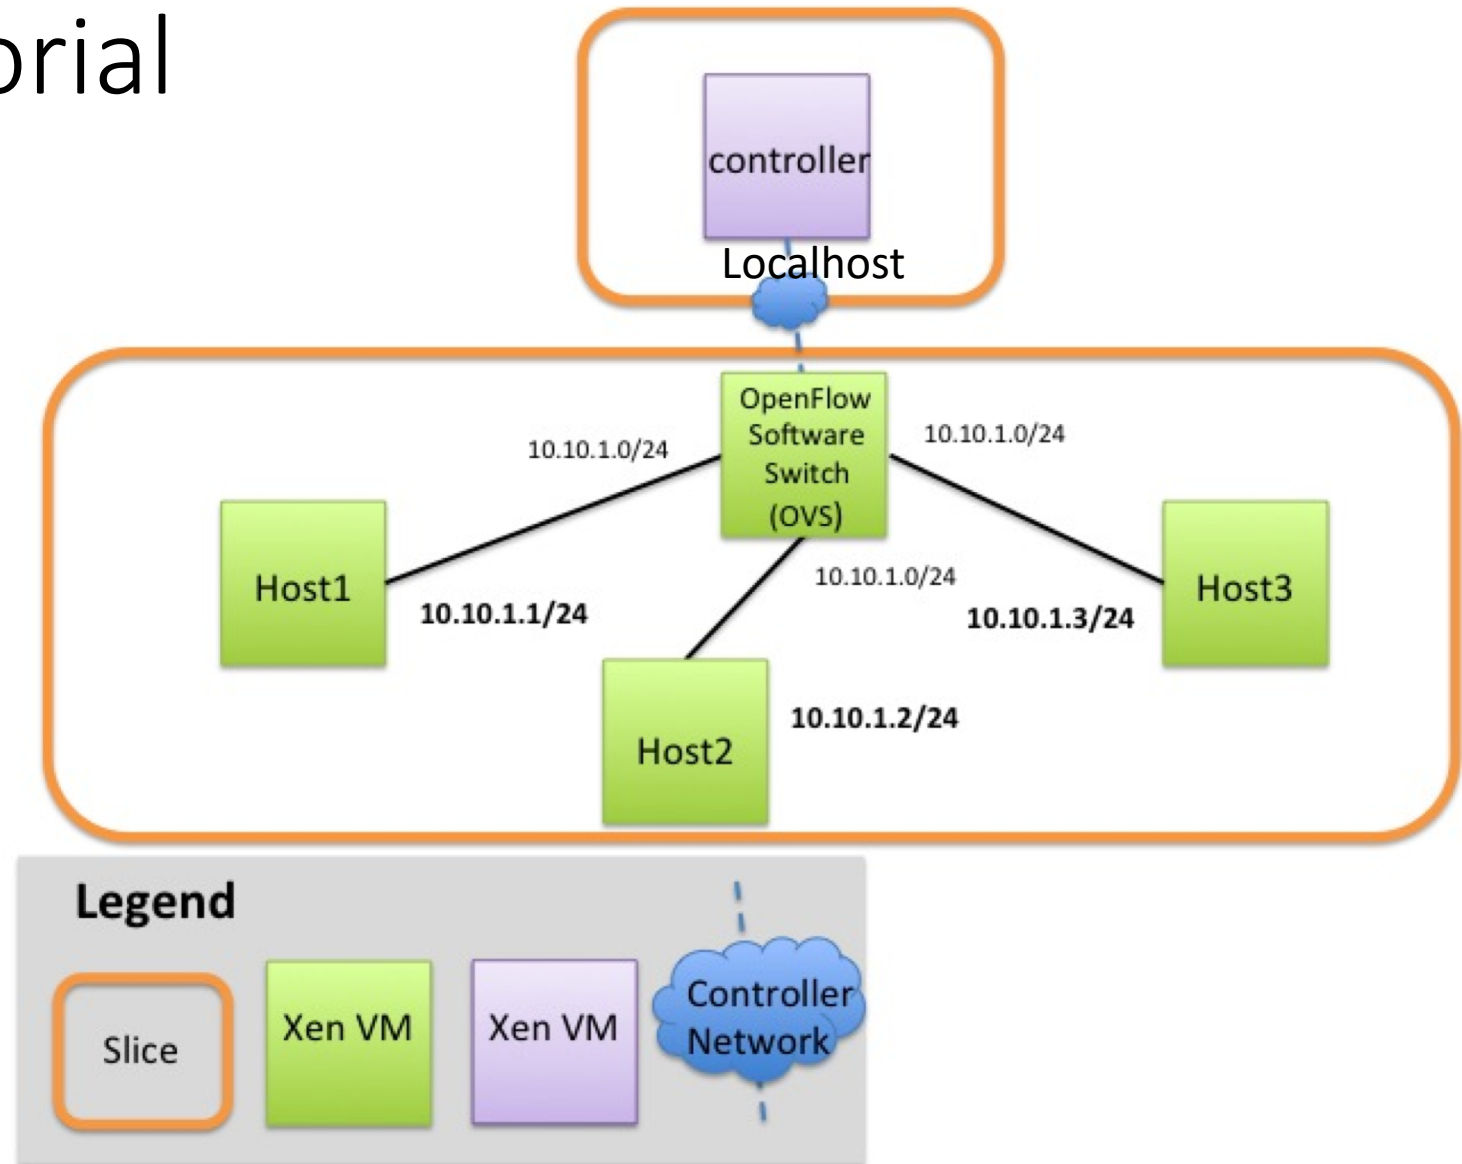 orial
controller
Localhost
OpenFlow
Software
Switch
(OVS)
10.10.1.0/24
10.10.1.0/24
Host1
10.10.1.1/24
10.10.1.0/24
10.10.1.3/24
Host3
Host2
10.10.1.2/24
Legend
Slice
Xen VM
Xen VM
Controller
Network